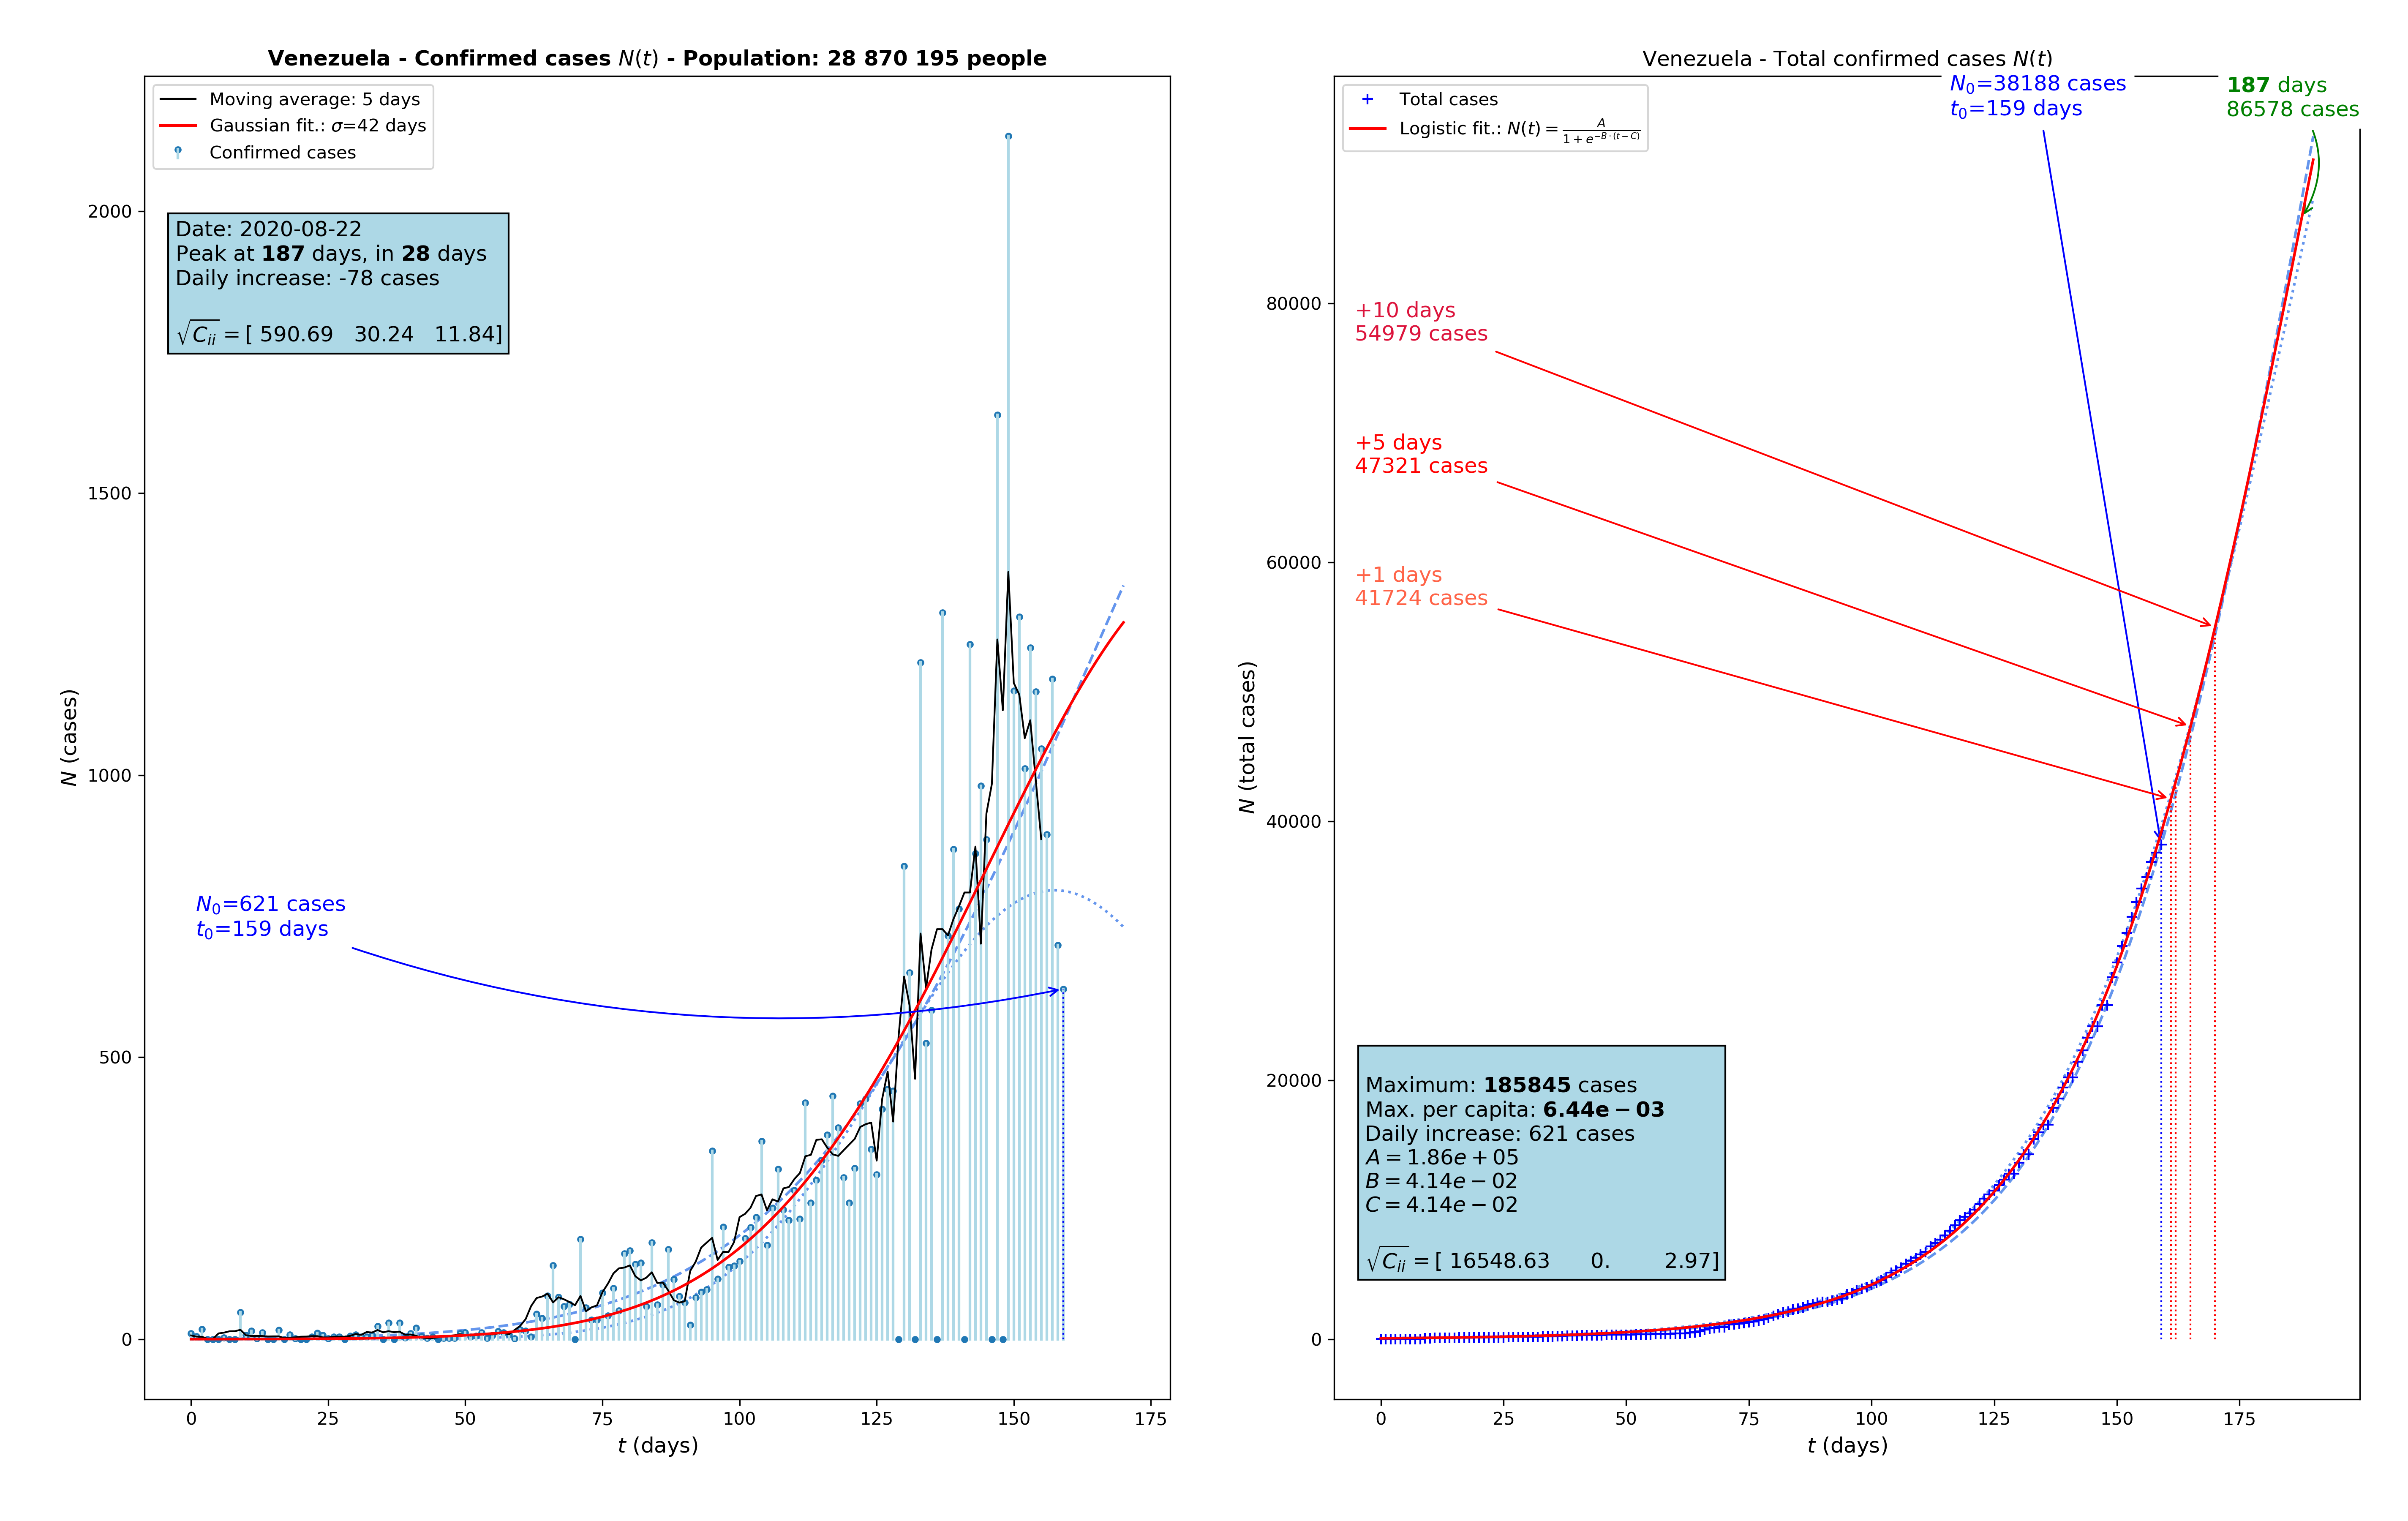 Venezuela - Confirmed cases N(t) - Population: 28 870 195 people
Moving average: 5 days
Gaussian fit.: σ=42 days
Confirmed cases
Date: 2020-08-22
Peak at 187 days, in 28 days
Daily increase: -78 cases
√C_ii = [ 590.69 30.24 11.84]
N_0=621 cases
t_0=159 days
N (cases)
2000
1500
1000
500
0
0 25 50 75 100 125 150 175
t (days)
Venezuela - Total confirmed cases N(t)
N_0=38188 cases
t_0=159 days
187 days
86578 cases
Total cases
Logistic fit.: N(t) = A / (1 + e^{-B·(t-C)})
+10 days
54979 cases
+5 days
47321 cases
+1 days
41724 cases
Maximum: 185845 cases
Max. per capita: 6.44e − 03
Daily increase: 621 cases
A = 1.86e + 05
B = 4.14e − 02
C = 4.14e − 02
√C_ii = [ 16548.63 0. 2.97]
N (total cases)
80000
60000
40000
20000
0
0 25 50 75 100 125 150 175
t (days)